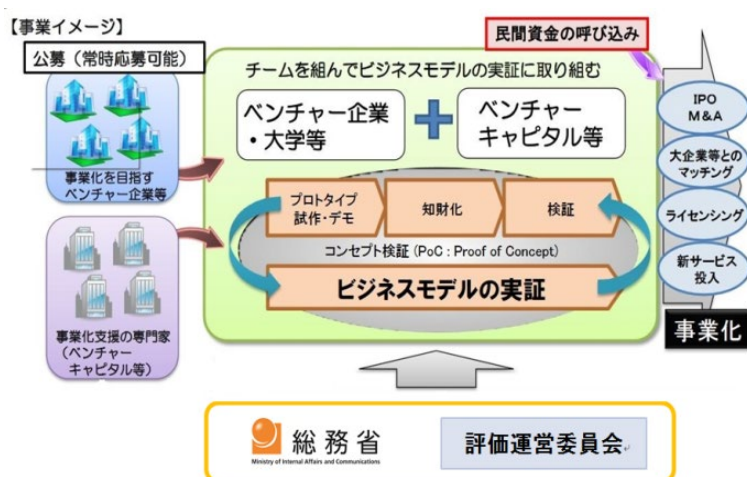 【事業イメージ】
公募（常時応募可能）
事業化を目指す
ベンチャー企業等
事業化支援の専門家
（ベンチャー
キャピタル等）
民間資金の呼び込み
チームを組んでビジネスモデルの実証に取り組む
ベンチャー企業
・大学等
ベンチャー
キャピタル等
プロトタイプ
試作・デモ
知財化
検証
コンセプト検証（PoC : Proof of Concept）
ビジネスモデルの実証
IPO
M&A
大企業等との
マッチング
ライセンシング
新サービス
投入
事業化
総務省
Ministry of Internal Affairs and Communications
評価運営委員会